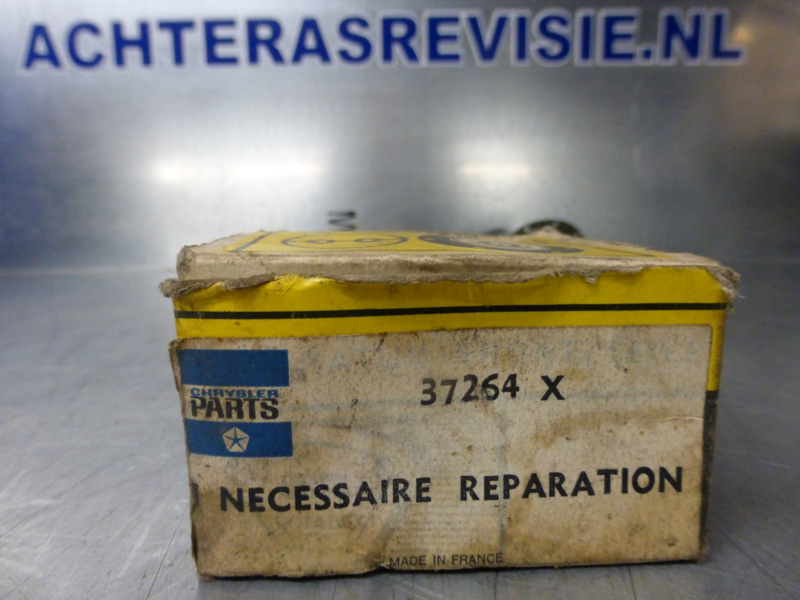 ACHTERASREVISIE.NL
37264 X
CHRYSLER
PARTS
NECESSAIRE REPARATION
MADE IN FRANCE